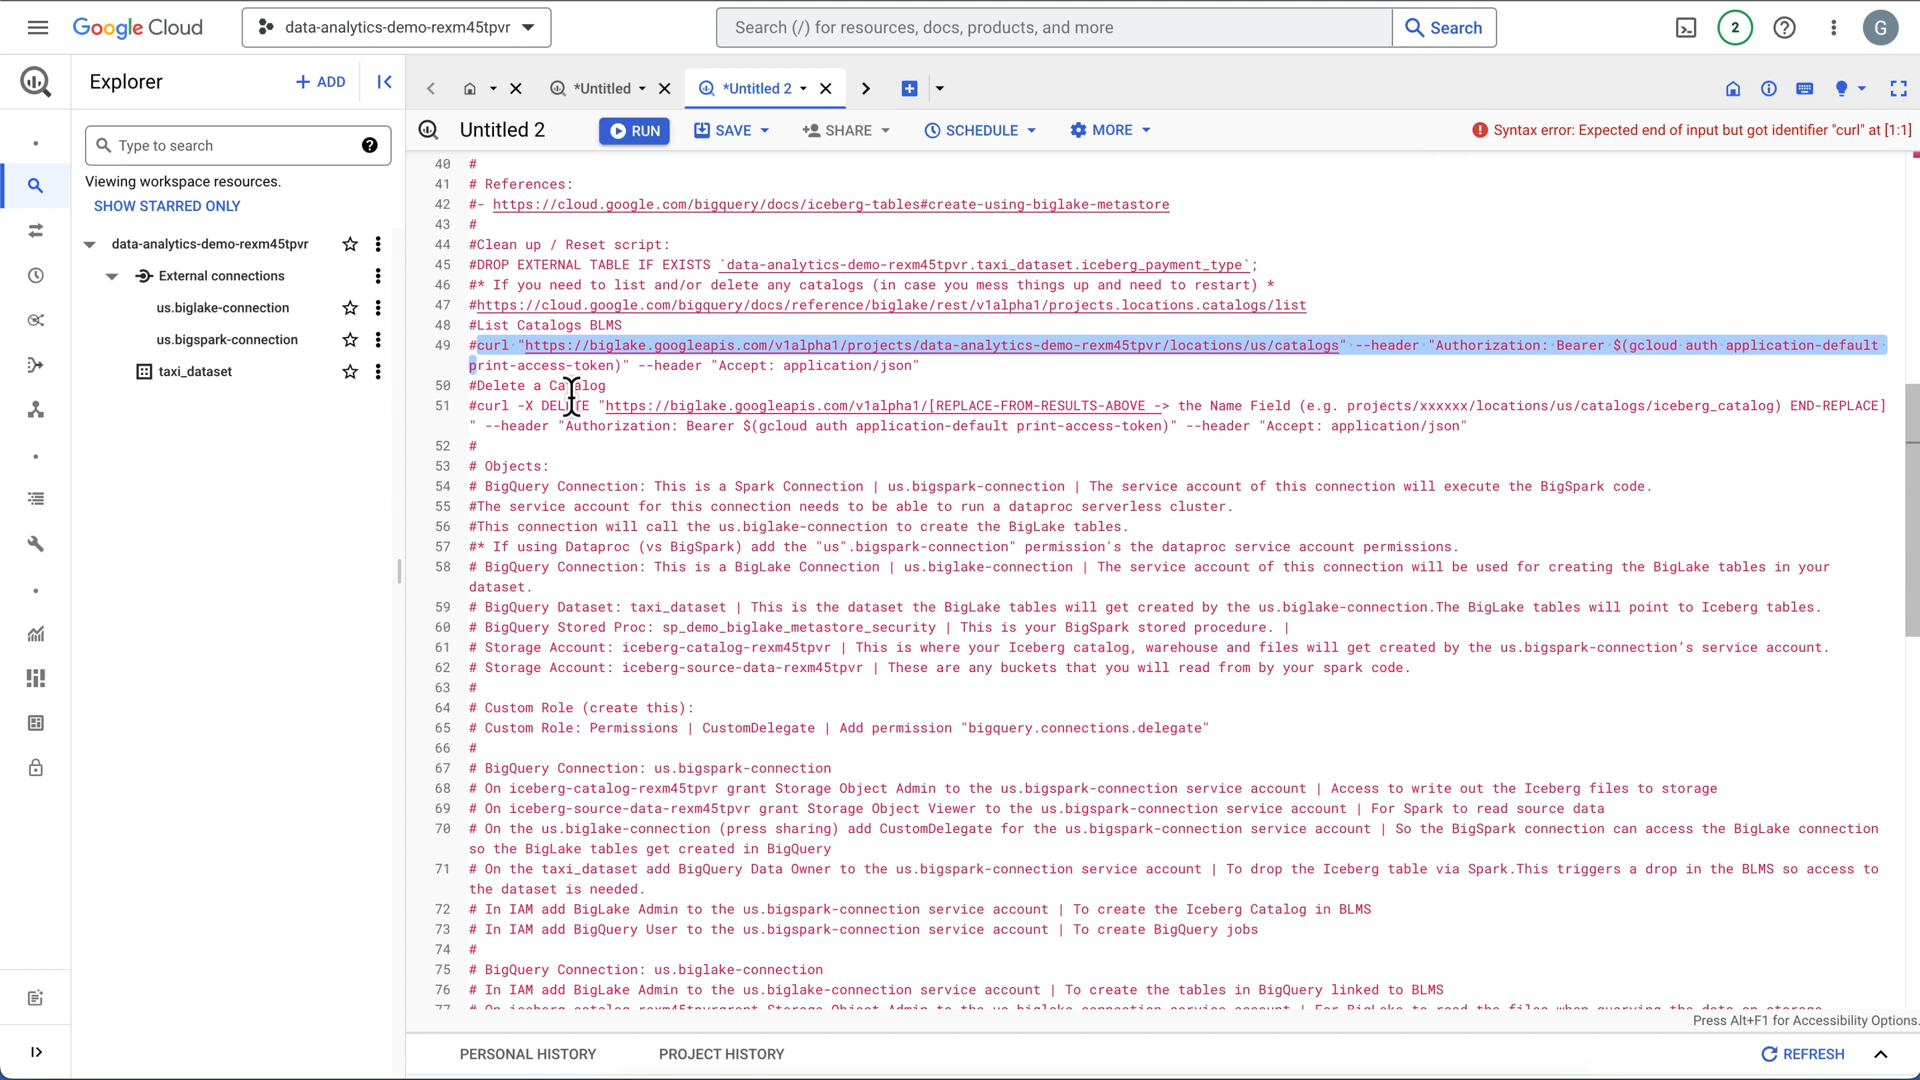 Google Cloud
data-analytics-demo-rexm45tpvr
Search (/) for resources, docs, products, and more
Search
2
G
Explorer
+ ADD
*Untitled
*Untitled 2
Type to search
Viewing workspace resources.
SHOW STARRED ONLY
data-analytics-demo-rexm45tpvr
External connections
us.biglake-connection
us.bigspark-connection
taxi_dataset
Untitled 2
RUN
SAVE
SHARE
SCHEDULE
MORE
Syntax error: Expected end of input but got identifier "curl" at [1:1]
40 #
41 # References:
42 #- https://cloud.google.com/bigquery/docs/iceberg-tables#create-using-biglake-metastore
43 #
44 #Clean up / Reset script:
45 #DROP EXTERNAL TABLE IF EXISTS `data-analytics-demo-rexm45tpvr.taxi_dataset.iceberg_payment_type`;
46 #* If you need to list and/or delete any catalogs (in case you mess things up and need to restart) *
47 #https://cloud.google.com/bigquery/docs/reference/biglake/rest/v1alpha1/projects.locations.catalogs/list
48 #List Catalogs BLMS
49 #curl "https://biglake.googleapis.com/v1alpha1/projects/data-analytics-demo-rexm45tpvr/locations/us/catalogs" --header "Authorization: Bearer $(gcloud auth application-default
print-access-token)" --header "Accept: application/json"
50 #Delete a Catalog
51 #curl -X DELETE "https://biglake.googleapis.com/v1alpha1/[REPLACE-FROM-RESULTS-ABOVE -> the Name Field (e.g. projects/xxxxxx/locations/us/catalogs/iceberg_catalog) END-REPLACE]
" --header "Authorization: Bearer $(gcloud auth application-default print-access-token)" --header "Accept: application/json"
52 #
53 # Objects:
54 # BigQuery Connection: This is a Spark Connection | us.bigspark-connection | The service account of this connection will execute the BigSpark code.
55 #The service account for this connection needs to be able to run a dataproc serverless cluster.
56 #This connection will call the us.biglake-connection to create the BigLake tables.
57 #* If using Dataproc (vs BigSpark) add the "us".bigspark-connection" permission's the dataproc service account permissions.
58 # BigQuery Connection: This is a BigLake Connection | us.biglake-connection | The service account of this connection will be used for creating the BigLake tables in your
dataset.
59 # BigQuery Dataset: taxi_dataset | This is the dataset the BigLake tables will get created by the us.biglake-connection.The BigLake tables will point to Iceberg tables.
60 # BigQuery Stored Proc: sp_demo_biglake_metastore_security | This is your BigSpark stored procedure. |
61 # Storage Account: iceberg-catalog-rexm45tpvr | This is where your Iceberg catalog, warehouse and files will get created by the us.bigspark-connection’s service account.
62 # Storage Account: iceberg-source-data-rexm45tpvr | These are any buckets that you will read from by your spark code.
63 #
64 # Custom Role (create this):
65 # Custom Role: Permissions | CustomDelegate | Add permission "bigquery.connections.delegate"
66 #
67 # BigQuery Connection: us.bigspark-connection
68 # On iceberg-catalog-rexm45tpvr grant Storage Object Admin to the us.bigspark-connection service account | Access to write out the Iceberg files to storage
69 # On iceberg-source-data-rexm45tpvr grant Storage Object Viewer to the us.bigspark-connection service account | For Spark to read source data
70 # On the us.biglake-connection (press sharing) add CustomDelegate for the us.bigspark-connection service account | So the BigSpark connection can access the BigLake connection
so the BigLake tables get created in BigQuery
71 # On the taxi_dataset add BigQuery Data Owner to the us.bigspark-connection service account | To drop the Iceberg table via Spark.This triggers a drop in the BLMS so access to
the dataset is needed.
72 # In IAM add BigLake Admin to the us.bigspark-connection service account | To create the Iceberg Catalog in BLMS
73 # In IAM add BigQuery User to the us.bigspark-connection service account | To create BigQuery jobs
74 #
75 # BigQuery Connection: us.biglake-connection
76 # In IAM add BigLake Admin to the us.biglake-connection service account | To create the tables in BigQuery linked to BLMS
77 # On iceberg-catalog-rexm45tpvrgrant Storage Object Admin to the us.biglake-connection service account | For BigLake to read the files when querying the data on storage
Press Alt+F1 for Accessibility Options.
PERSONAL HISTORY
PROJECT HISTORY
REFRESH